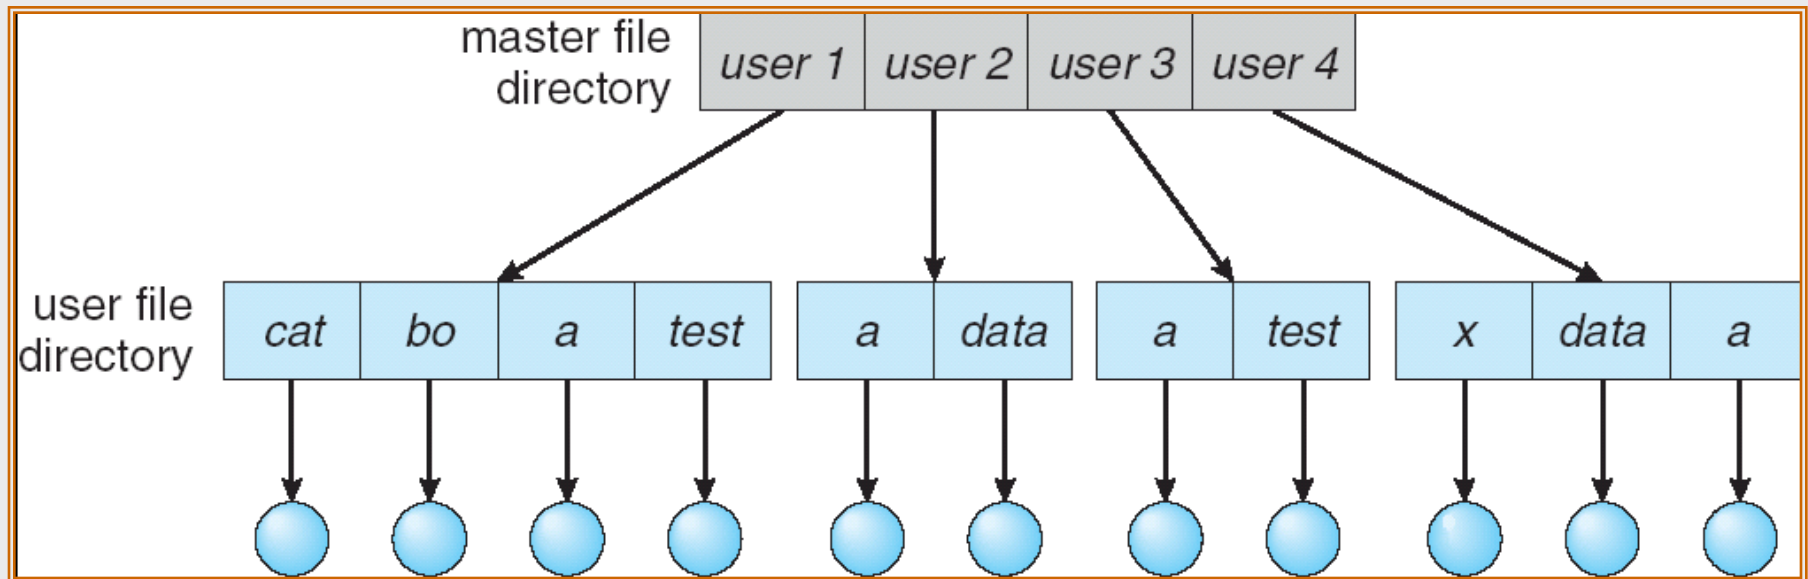 master file
directory
user 1 user 2 user 3 user 4
user file
directory
cat bo a test a data a test x data a